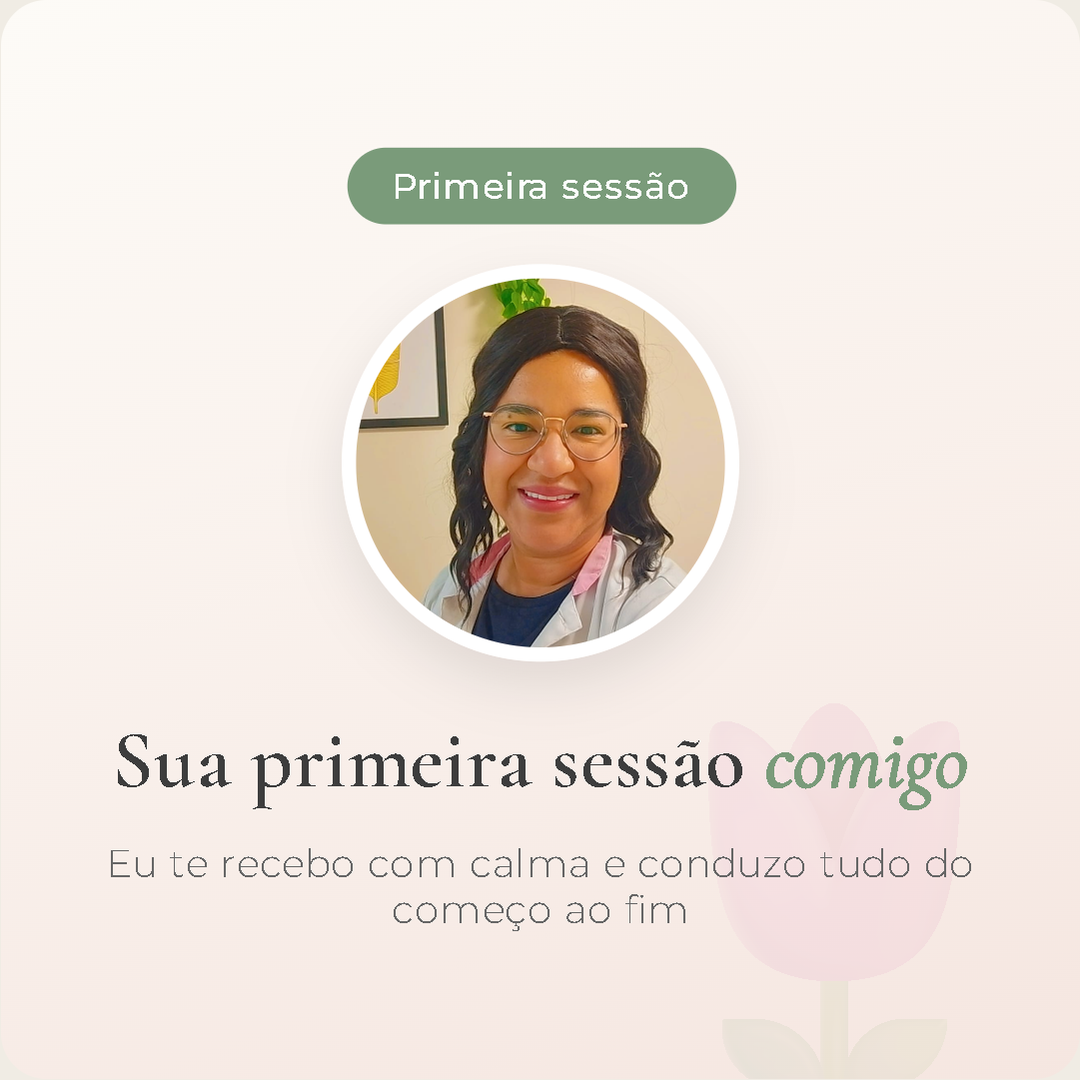 Primeira sessão
Sua primeira sessão comigo
Eu te recebo com calma e conduzo tudo do
começo ao fim